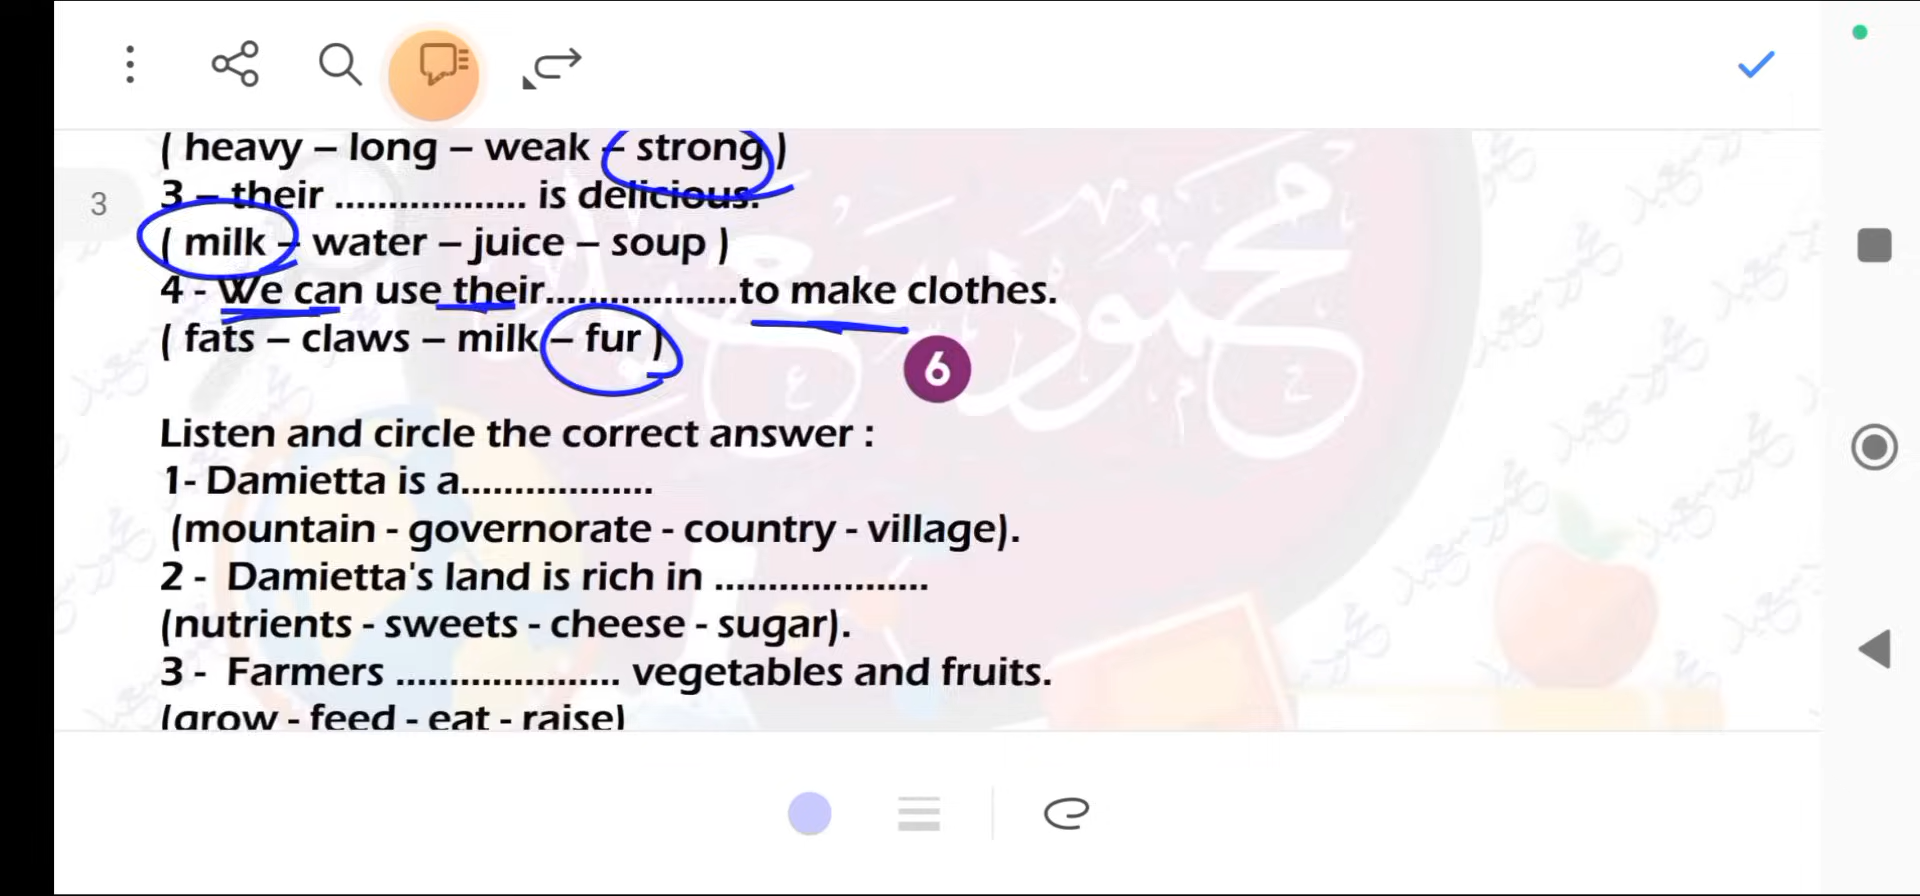 ( heavy – long – weak – strong )
3
3 – their .................. is delicious.
( milk – water – juice – soup )
4 - We can use their..................to make clothes.
( fats – claws – milk – fur )
6
Listen and circle the correct answer :
1- Damietta is a..................
(mountain - governorate - country - village).
2 - Damietta's land is rich in ....................
(nutrients - sweets - cheese - sugar).
3 - Farmers ..................... vegetables and fruits.
(grow - feed - eat - raise)
محمود سعيد